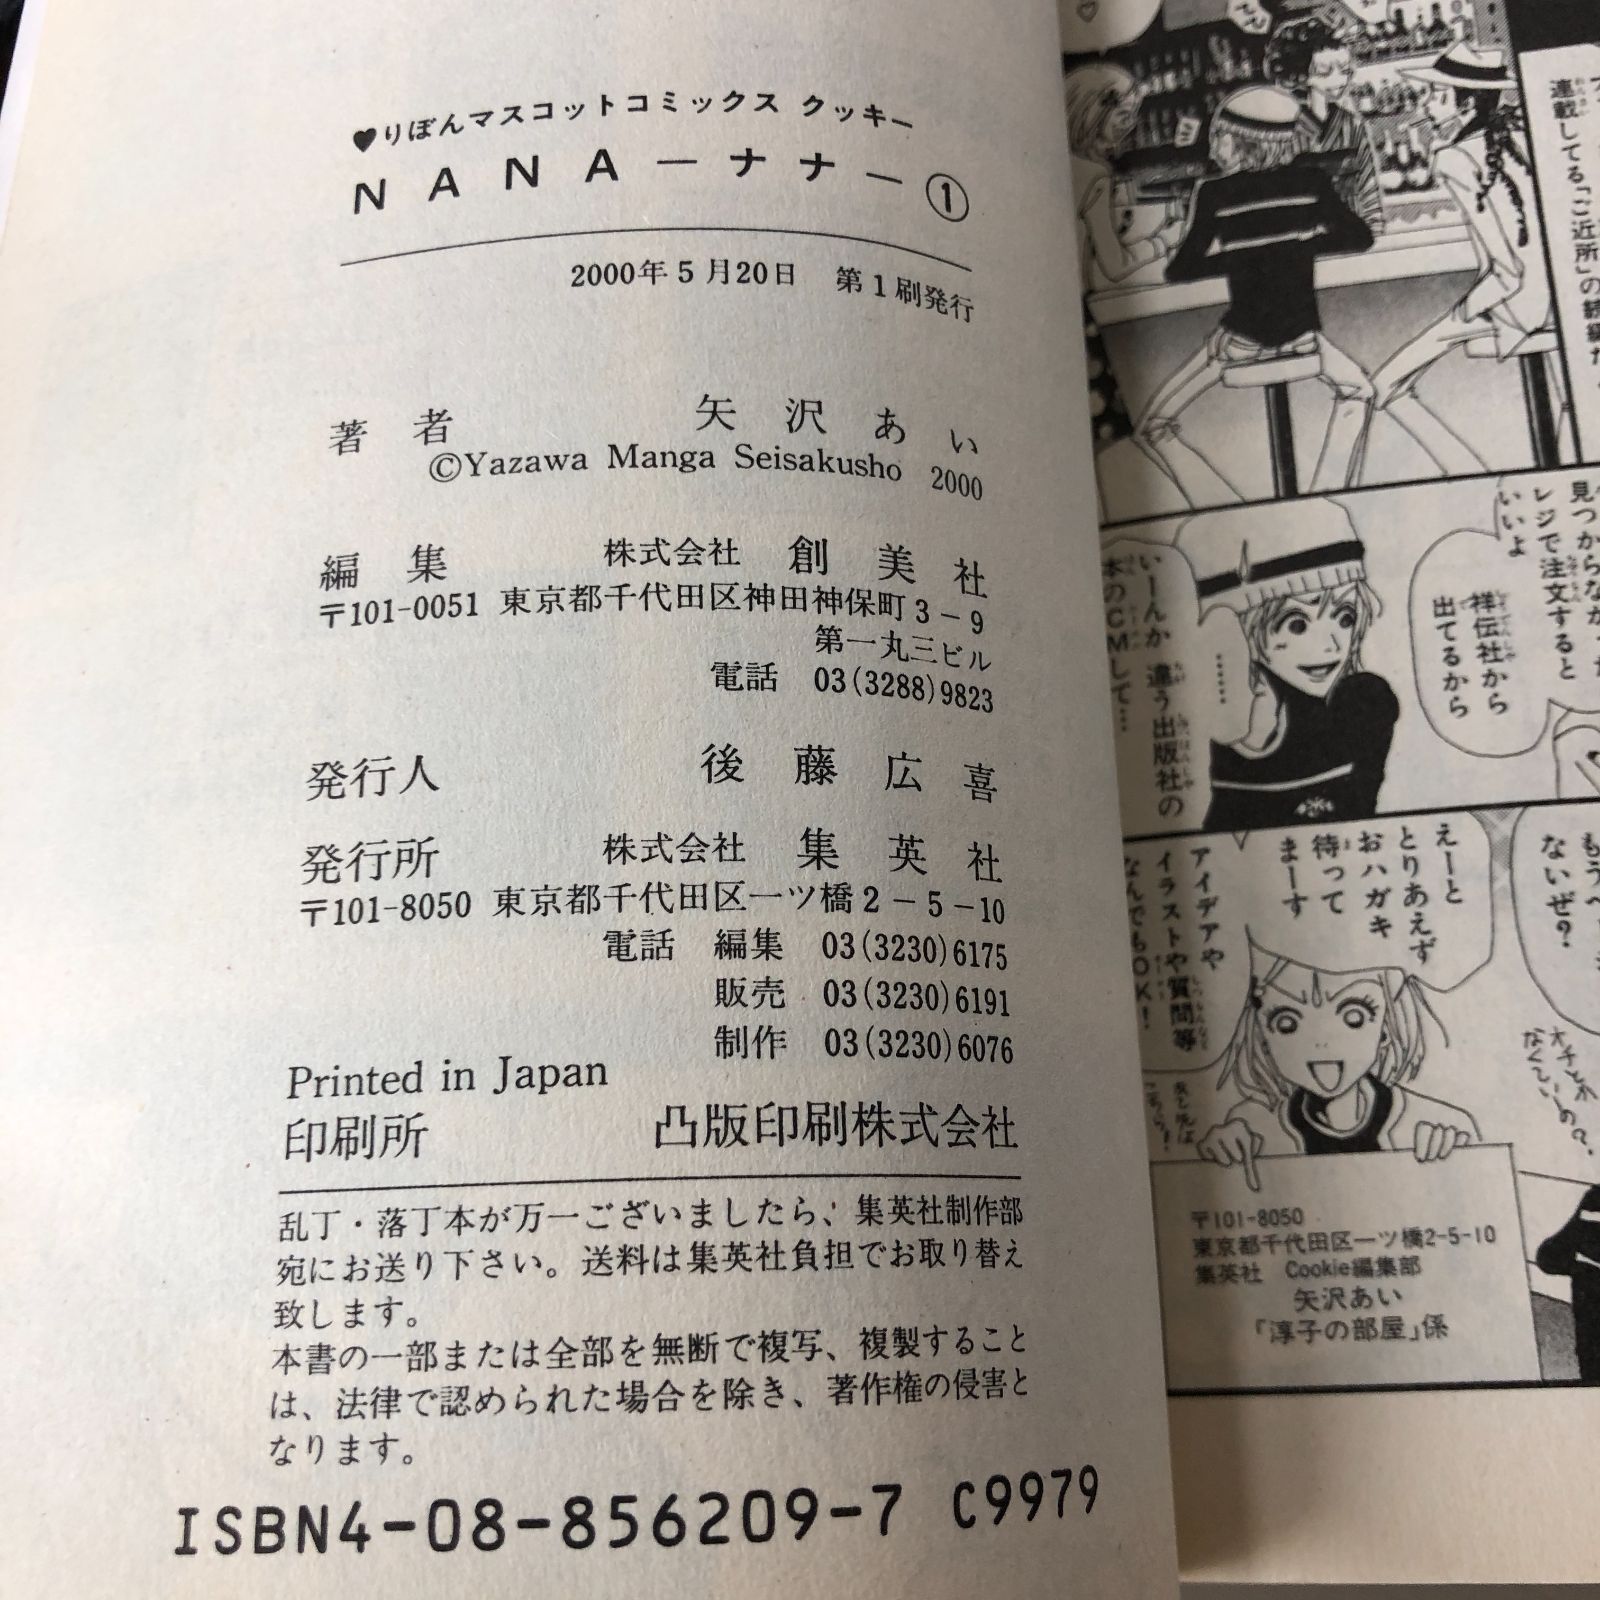 ♥りぼんマスコットコミックス クッキー
NANA－ナナ－①
2000年5月20日 第1刷発行
著者 矢沢あい
©Yazawa Manga Seisakusho 2000
編集 株式会社 創美社
〒101-0051 東京都千代田区神田神保町3－9
第一丸三ビル
電話 03(3288)9823
発行人 後藤広喜
発行所 株式会社 集英社
〒101-8050 東京都千代田区一ツ橋2－5－10
電話 編集 03(3230)6175
販売 03(3230)6191
制作 03(3230)6076
Printed in Japan
印刷所 凸版印刷株式会社
乱丁・落丁本が万一ございましたら、集英社制作部
宛にお送り下さい。送料は集英社負担でお取り替え
致します。
本書の一部または全部を無断で複写、複製すること
は、法律で認められた場合を除き、著作権の侵害と
なります。
ISBN4-08-856209-7 C9979
連載してる「ご近所」の続編だ
見つからなかった
レジで注文すると
いいよ
祥伝社から
出てるから
いーんか 違う出版社の
本のCMして…
……
ないぜ?
えーと
とりあえず
おハガキ
待って
まーす
アイデアや
イラストや質問等
なんでもOK!
〒101-8050
東京都千代田区一ツ橋2-5-10
集英社 Cookie編集部
矢沢あい
「淳子の部屋」係